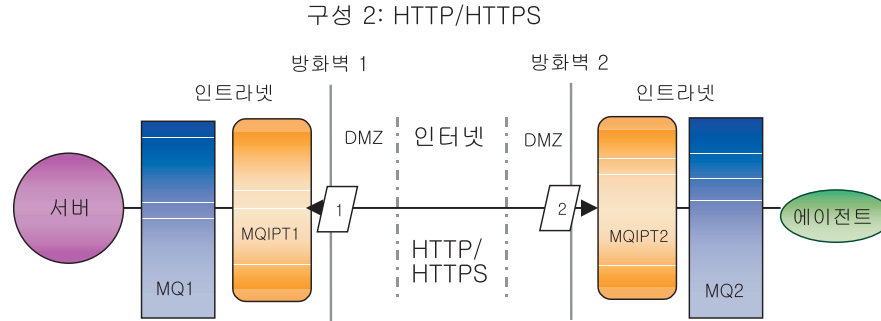 구성 2: HTTP/HTTPS
방화벽 1
방화벽 2
인트라넷
인트라넷
DMZ
인터넷
DMZ
서버
1
2
에이전트
MQIPT1
MQIPT2
HTTP/
HTTPS
MQ1
MQ2